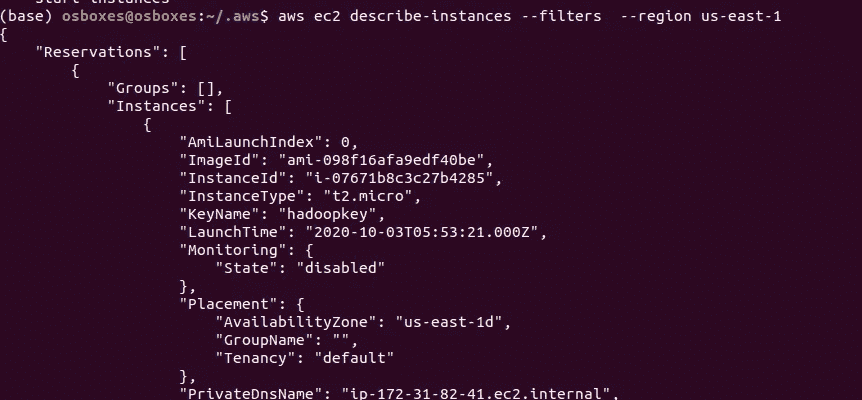 start instances
(base) osboxes@osboxes:~/.aws$ aws ec2 describe-instances --filters  --region us-east-1
{
    "Reservations": [
        {
            "Groups": [],
            "Instances": [
                {
                    "AmiLaunchIndex": 0,
                    "ImageId": "ami-098f16afa9edf40be",
                    "InstanceId": "i-07671b8c3c27b4285",
                    "InstanceType": "t2.micro",
                    "KeyName": "hadoopkey",
                    "LaunchTime": "2020-10-03T05:53:21.000Z",
                    "Monitoring": {
                        "State": "disabled"
                    },
                    "Placement": {
                        "AvailabilityZone": "us-east-1d",
                        "GroupName": "",
                        "Tenancy": "default"
                    },
                    "PrivateDnsName": "ip-172-31-82-41.ec2.internal",